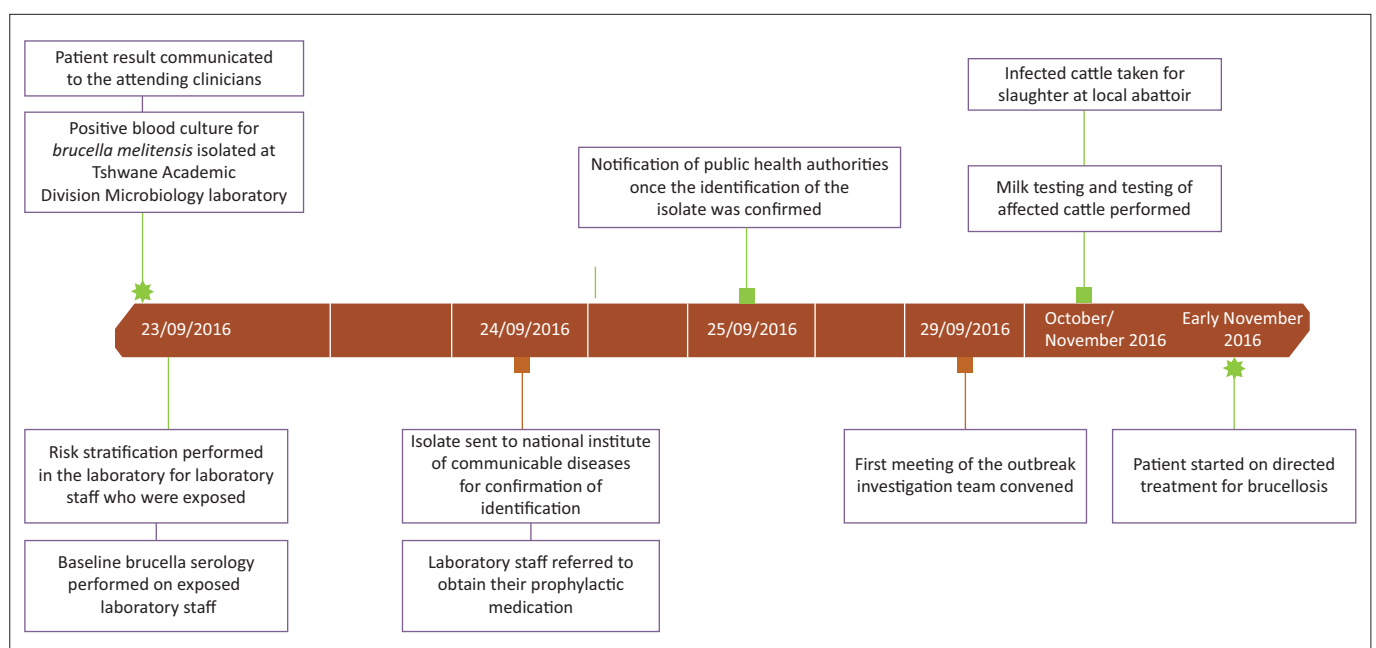 Patient result communicated
to the attending clinicians
Positive blood culture for
brucella melitensis isolated at
Tshwane Academic
Division Microbiology laboratory
Notification of public health authorities
once the identification of the
isolate was confirmed
Infected cattle taken for
slaughter at local abattoir
Milk testing and testing of
affected cattle performed
23/09/2016
24/09/2016
25/09/2016
29/09/2016
October/
November 2016
Early November
2016
Risk stratification performed
in the laboratory for laboratory
staff who were exposed
Baseline brucella serology
performed on exposed
laboratory staff
Isolate sent to national institute
of communicable diseases
for confirmation of
identification
Laboratory staff referred to
obtain their prophylactic
medication
First meeting of the outbreak
investigation team convened
Patient started on directed
treatment for brucellosis